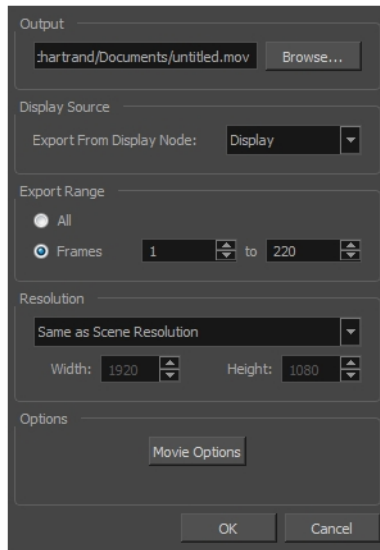 Output
:hartrand/Documents/untitled.mov Browse...
Display Source
Export From Display Node: Display
Export Range
All
Frames 1 to 220
Resolution
Same as Scene Resolution
Width: 1920 Height: 1080
Options
Movie Options
OK Cancel